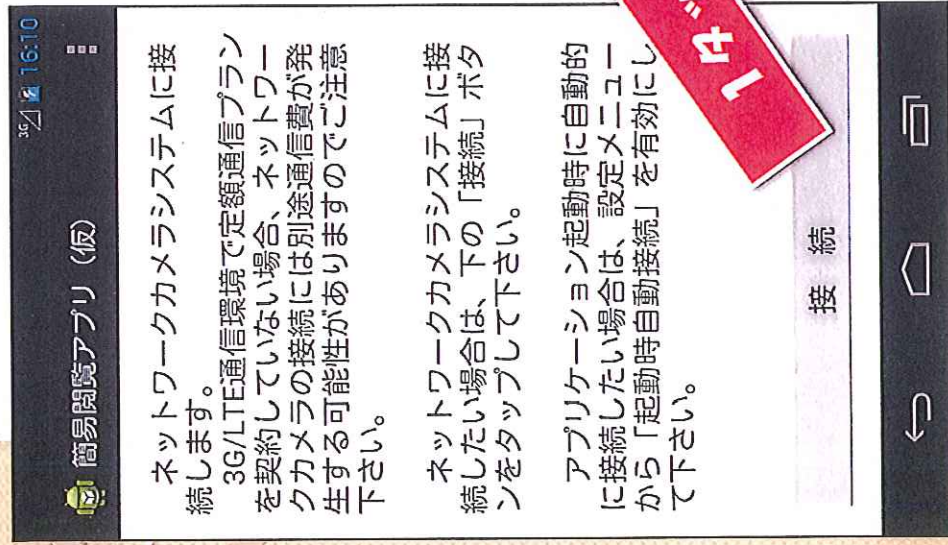 3G 16:10
簡易閲覧アプリ（仮）
ネットワークカメラシステムに接
続します。
3G/LTE通信環境で定額通信プラン
を契約していない場合、ネットワー
クカメラの接続には別途通信費が発
生する可能性がありますのでご注意
下さい。
ネットワークカメラシステムに接
続したい場合は、下の「接続」ボタ
ンをタップして下さい。
アプリケーション起動時に自動的
に接続したい場合は、設定メニュー
から「起動時自動接続」を有効にし
て下さい。
接 続
1タッ